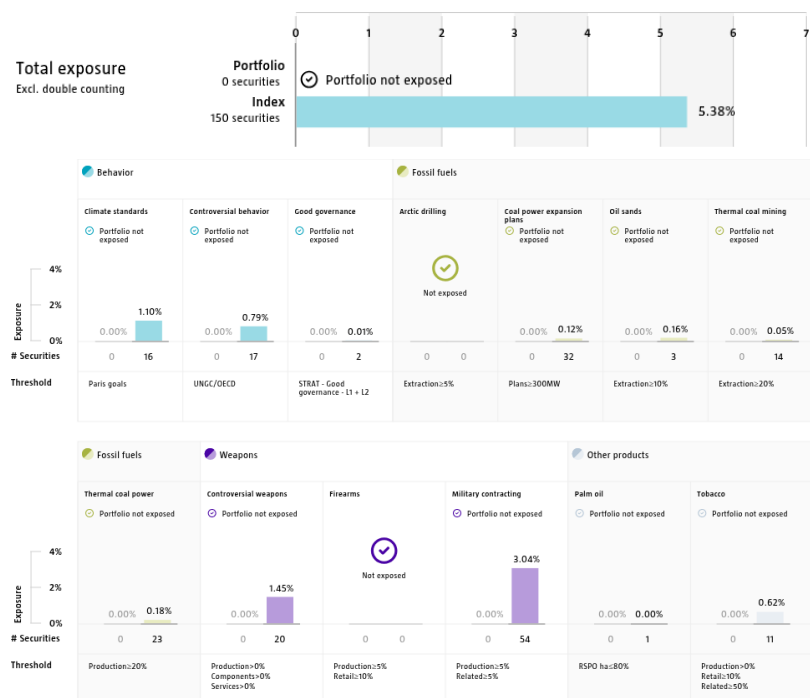 0 1 2 3 4 5 6 7
Total exposure
Excl. double counting
Portfolio
0 securities
Portfolio not exposed
Index
150 securities
5.38%
Behavior
Fossil fuels
Climate standards
Portfolio not
exposed
Controversial behavior
Portfolio not
exposed
Good governance
Portfolio not
exposed
Arctic drilling
Not exposed
Coal power expansion
plans
Portfolio not
exposed
Oil sands
Portfolio not
exposed
Thermal coal mining
Portfolio not
exposed
Exposure
4%
2%
0%
0.00% 1.10%
0.00% 0.79%
0.00% 0.01%
0.00% 0.12%
0.00% 0.16%
0.00% 0.05%
# Securities 0 16 0 17 0 2 0 0 0 32 0 3 0 14
Threshold
Paris goals
UNGC/OECD
STRAT - Good
governance - L1 + L2
Extraction≥5%
Plans≥300MW
Extraction≥10%
Extraction≥20%
Fossil fuels
Weapons
Other products
Thermal coal power
Portfolio not exposed
Controversial weapons
Portfolio not exposed
Firearms
Not exposed
Military contracting
Portfolio not exposed
Palm oil
Portfolio not exposed
Tobacco
Portfolio not exposed
Exposure
4%
2%
0%
0.00% 0.18%
0.00% 1.45%
0.00% 3.04%
0.00% 0.00%
0.00% 0.62%
# Securities 0 23 0 20 0 0 0 54 0 1 0 11
Threshold
Production≥20%
Production>0%
Components>0%
Services>0%
Production≥5%
Retail≥10%
Production≥5%
Related≥5%
RSPO ha≤80%
Production>0%
Retail≥10%
Related≥50%